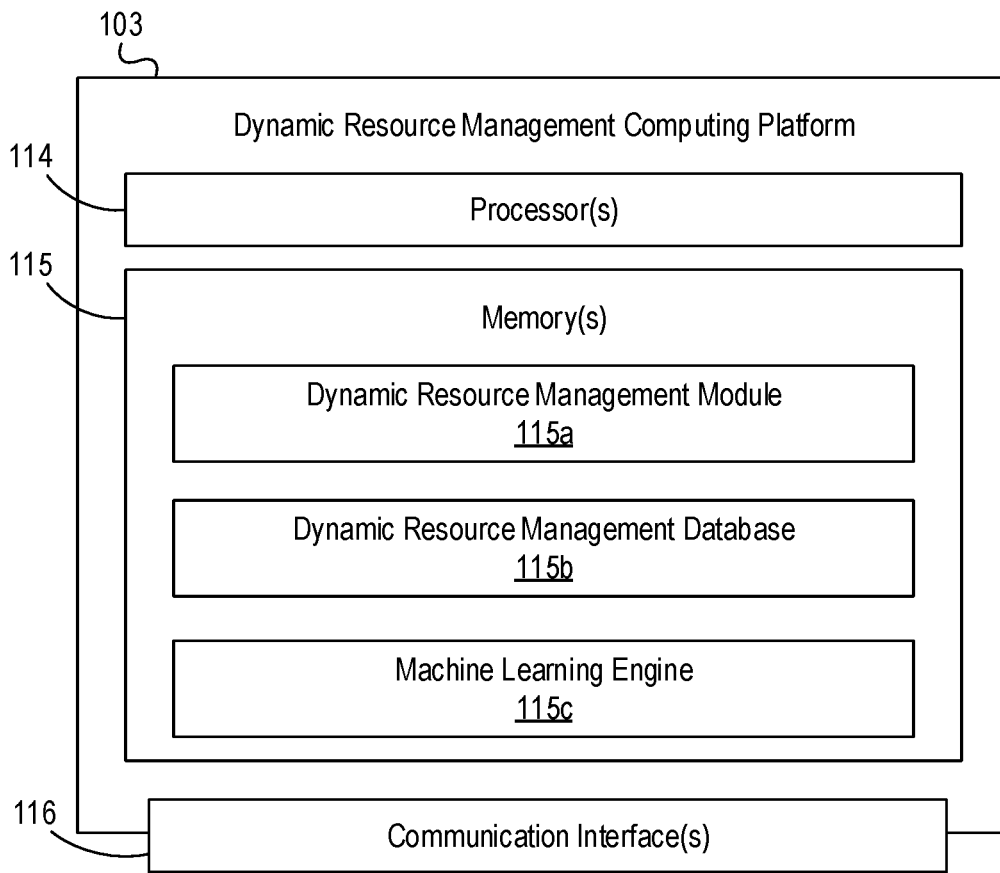 103
Dynamic Resource Management Computing Platform
114
Processor(s)
115
Memory(s)
Dynamic Resource Management Module
115a
Dynamic Resource Management Database
115b
Machine Learning Engine
115c
116
Communication Interface(s)